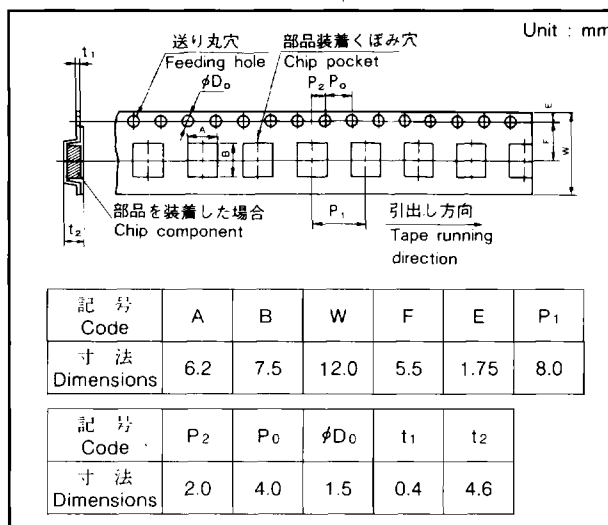 Unit : mm
送り丸穴
Feeding hole
部品装着くぼみ穴
Chip pocket
t₁
φD₀
P₂ P₀
A
B
E
F
W
部品を装着した場合
Chip component
t₂
P₁
引出し方向
Tape running
direction
記号 Code A B W F E P₁
寸法 Dimensions 6.2 7.5 12.0 5.5 1.75 8.0
記号 Code P₂ P₀ φD₀ t₁ t₂
寸法 Dimensions 2.0 4.0 1.5 0.4 4.6